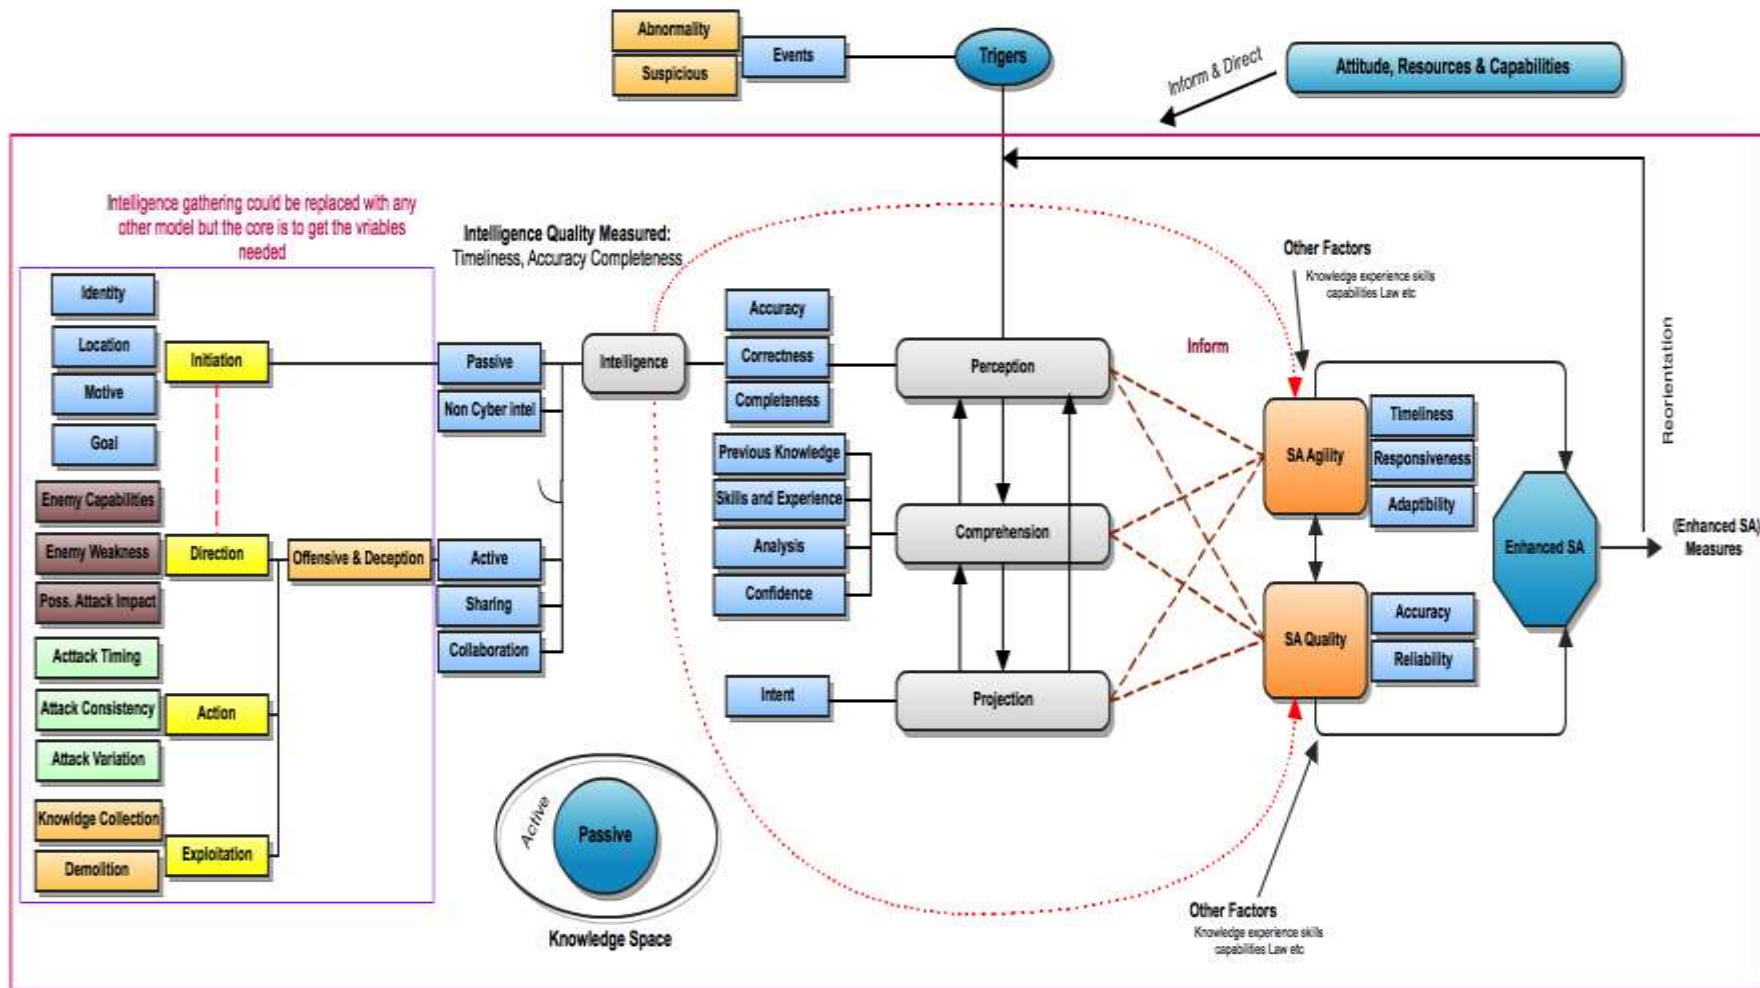 Abnormality
Suspicious
Events
Trigers
Inform & Direct
Attitude, Resources & Capabilities
Intelligence gathering could be replaced with any
other model but the core is to get the vriables
needed
Intelligence Quality Measured:
Timeliness, Accuracy Completeness
Identity
Location
Motive
Goal
Enemy Capabilities
Enemy Weakness
Poss. Attack Impact
Acttack Timing
Attack Consistency
Attack Variation
Knowldge Collection
Demolition
Initiation
Direction
Action
Exploitation
Offensive & Deception
Passive
Non Cyber intel
Active
Sharing
Collaboration
Intelligence
Accuracy
Correctness
Completeness
Previous Knowledge
Skills and Experience
Analysis
Confidence
Intent
Perception
Comprehension
Projection
Active
Passive
Knowledge Space
Inform
Other Factors
Knowledge experience skills
capabilities Law etc
SA Agility
Timeliness
Responsiveness
Adaptibility
SA Quality
Accuracy
Reliability
Other Factors
Knowledge experience skills
capabilities Law etc
Enhanced SA
Reorientation
(Enhanced SA)
Measures